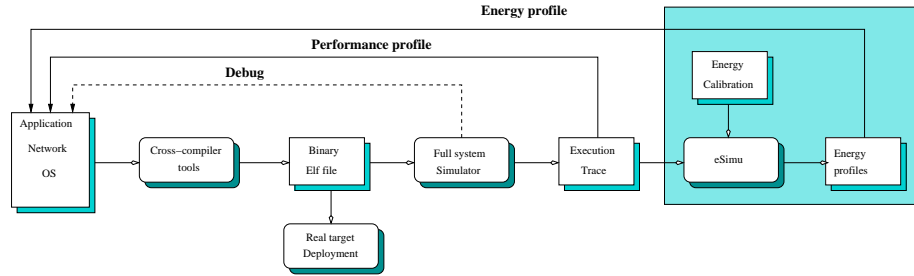 Energy profile
Performance profile
Debug
Energy
Calibration
Application
Network
OS
Cross−compiler
tools
Binary
Elf file
Full system
Simulator
Execution
Trace
eSimu
Energy
profiles
Real target
Deployment